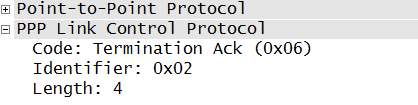 Point-to-Point Protocol
PPP Link Control Protocol
Code: Termination Ack (0x06)
Identifier: 0x02
Length: 4